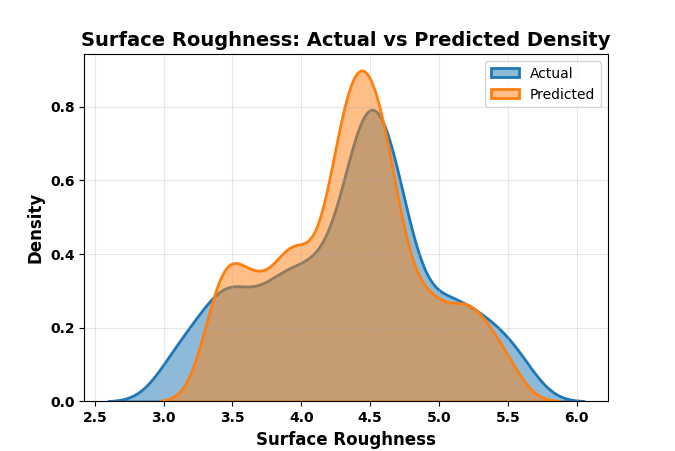 Surface Roughness: Actual vs Predicted Density
Actual
Predicted
Density
0.8
0.6
0.4
0.2
0.0
2.5 3.0 3.5 4.0 4.5 5.0 5.5 6.0
Surface Roughness